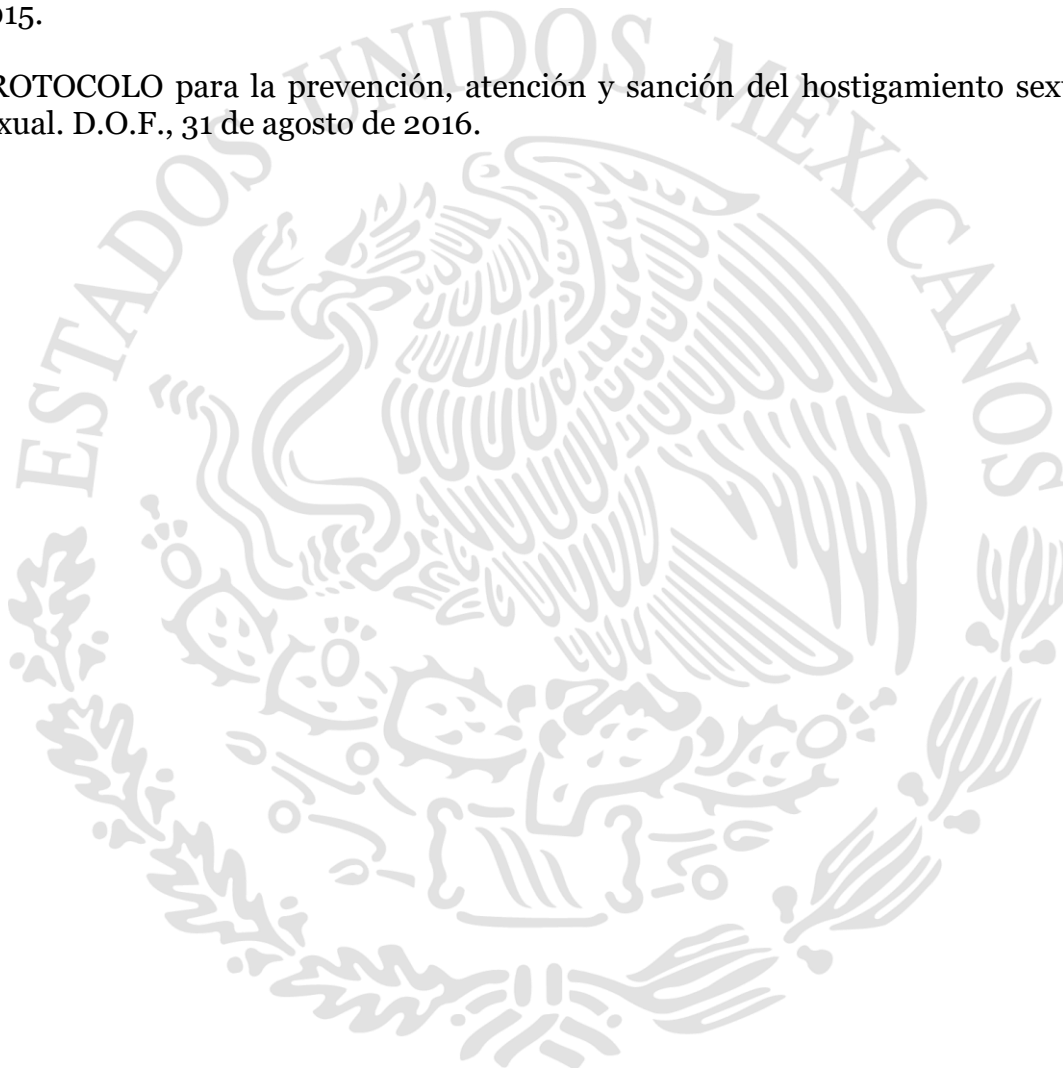 015.
ROTOCOLO para la prevención, atención y sanción del hostigamiento sex
xual. D.O.F., 31 de agosto de 2016.
ESTADOS UNIDOS MEXICANOS